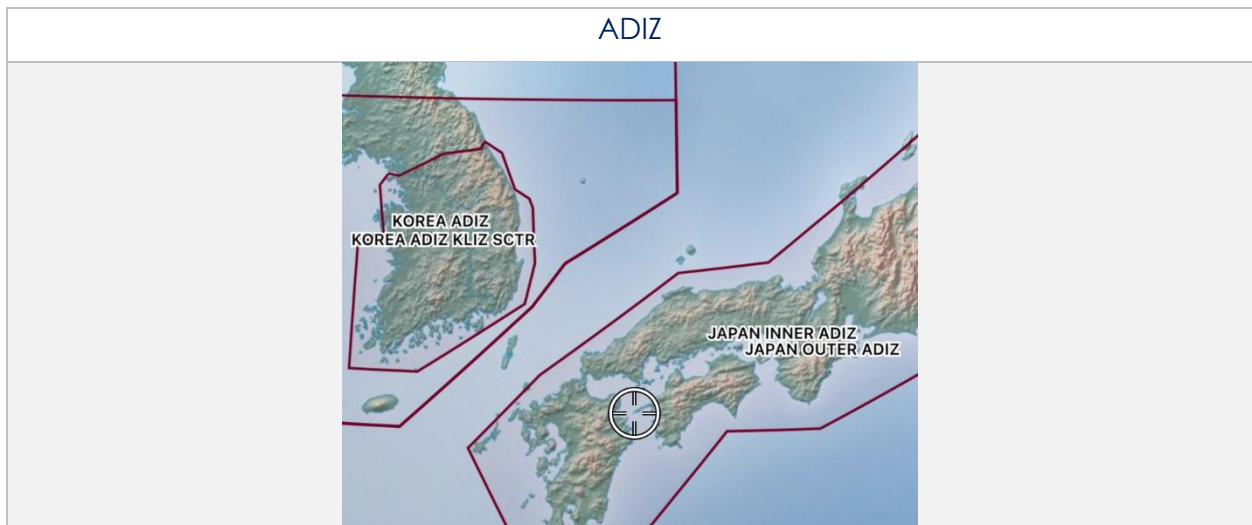 ADIZ
KOREA ADIZ
KOREA ADIZ KLIZ SCTR
JAPAN INNER ADIZ
JAPAN OUTER ADIZ